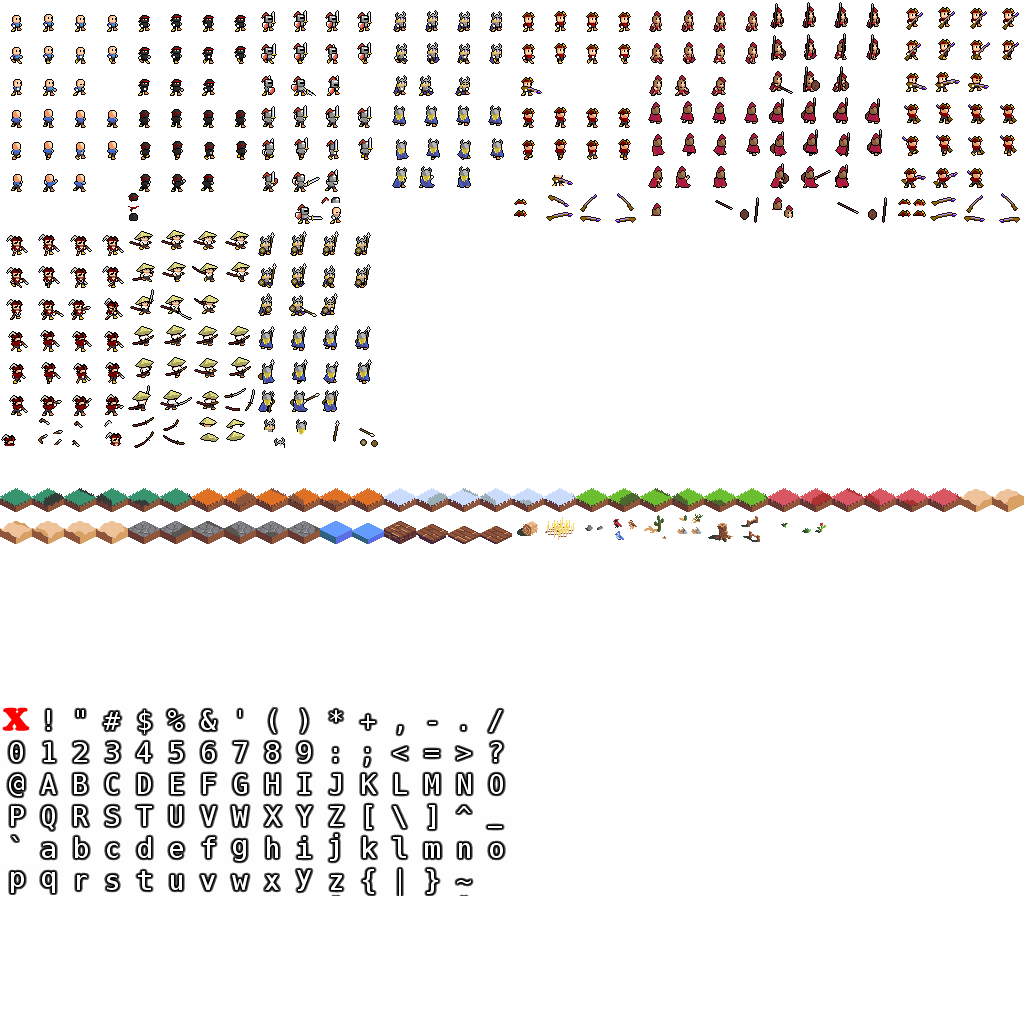 X ! " # $ % & ' ( ) * + , - . /
0 1 2 3 4 5 6 7 8 9 : ; < = > ?
@ A B C D E F G H I J K L M N O
P Q R S T U V W X Y Z [ \ ] ^ _
` a b c d e f g h i j k l m n o
p q r s t u v w x y z { | } ~